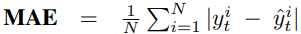 MAE = 1/N ∑_{i=1}^{N} |y_t^i − ŷ_t^i|